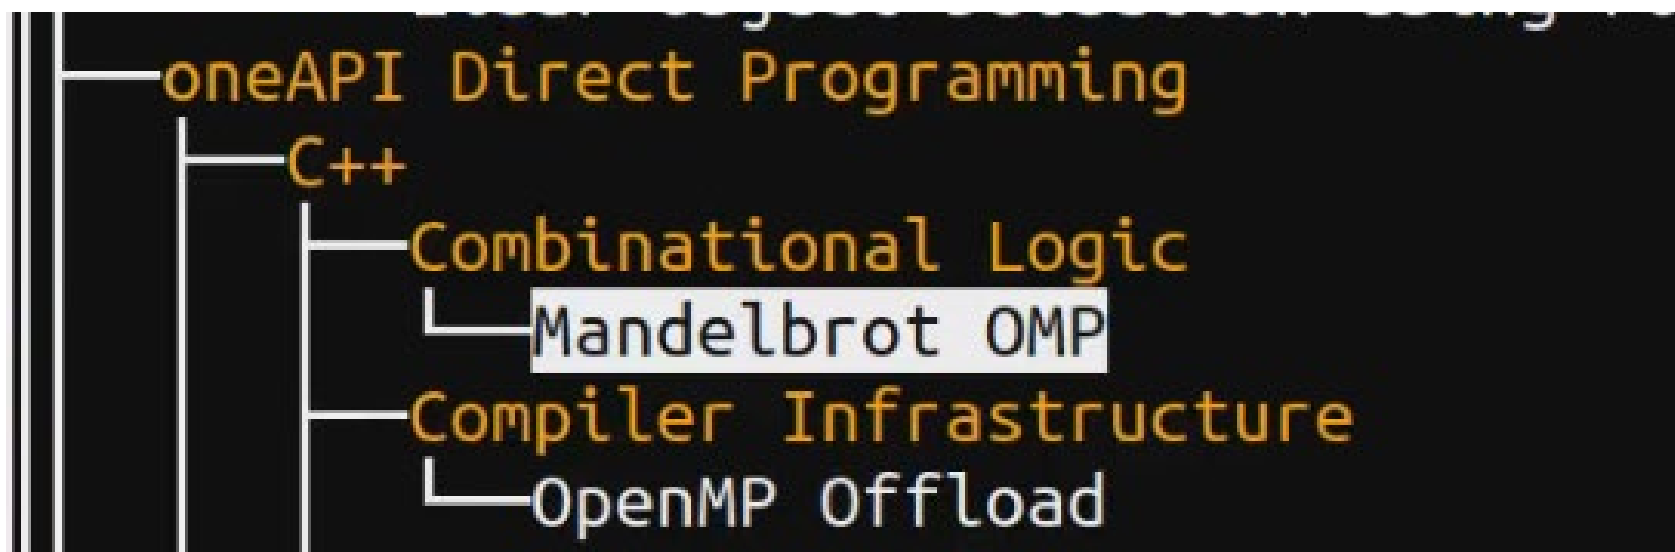 oneAPI Direct Programming
C++
Combinational Logic
Mandelbrot OMP
Compiler Infrastructure
OpenMP Offload